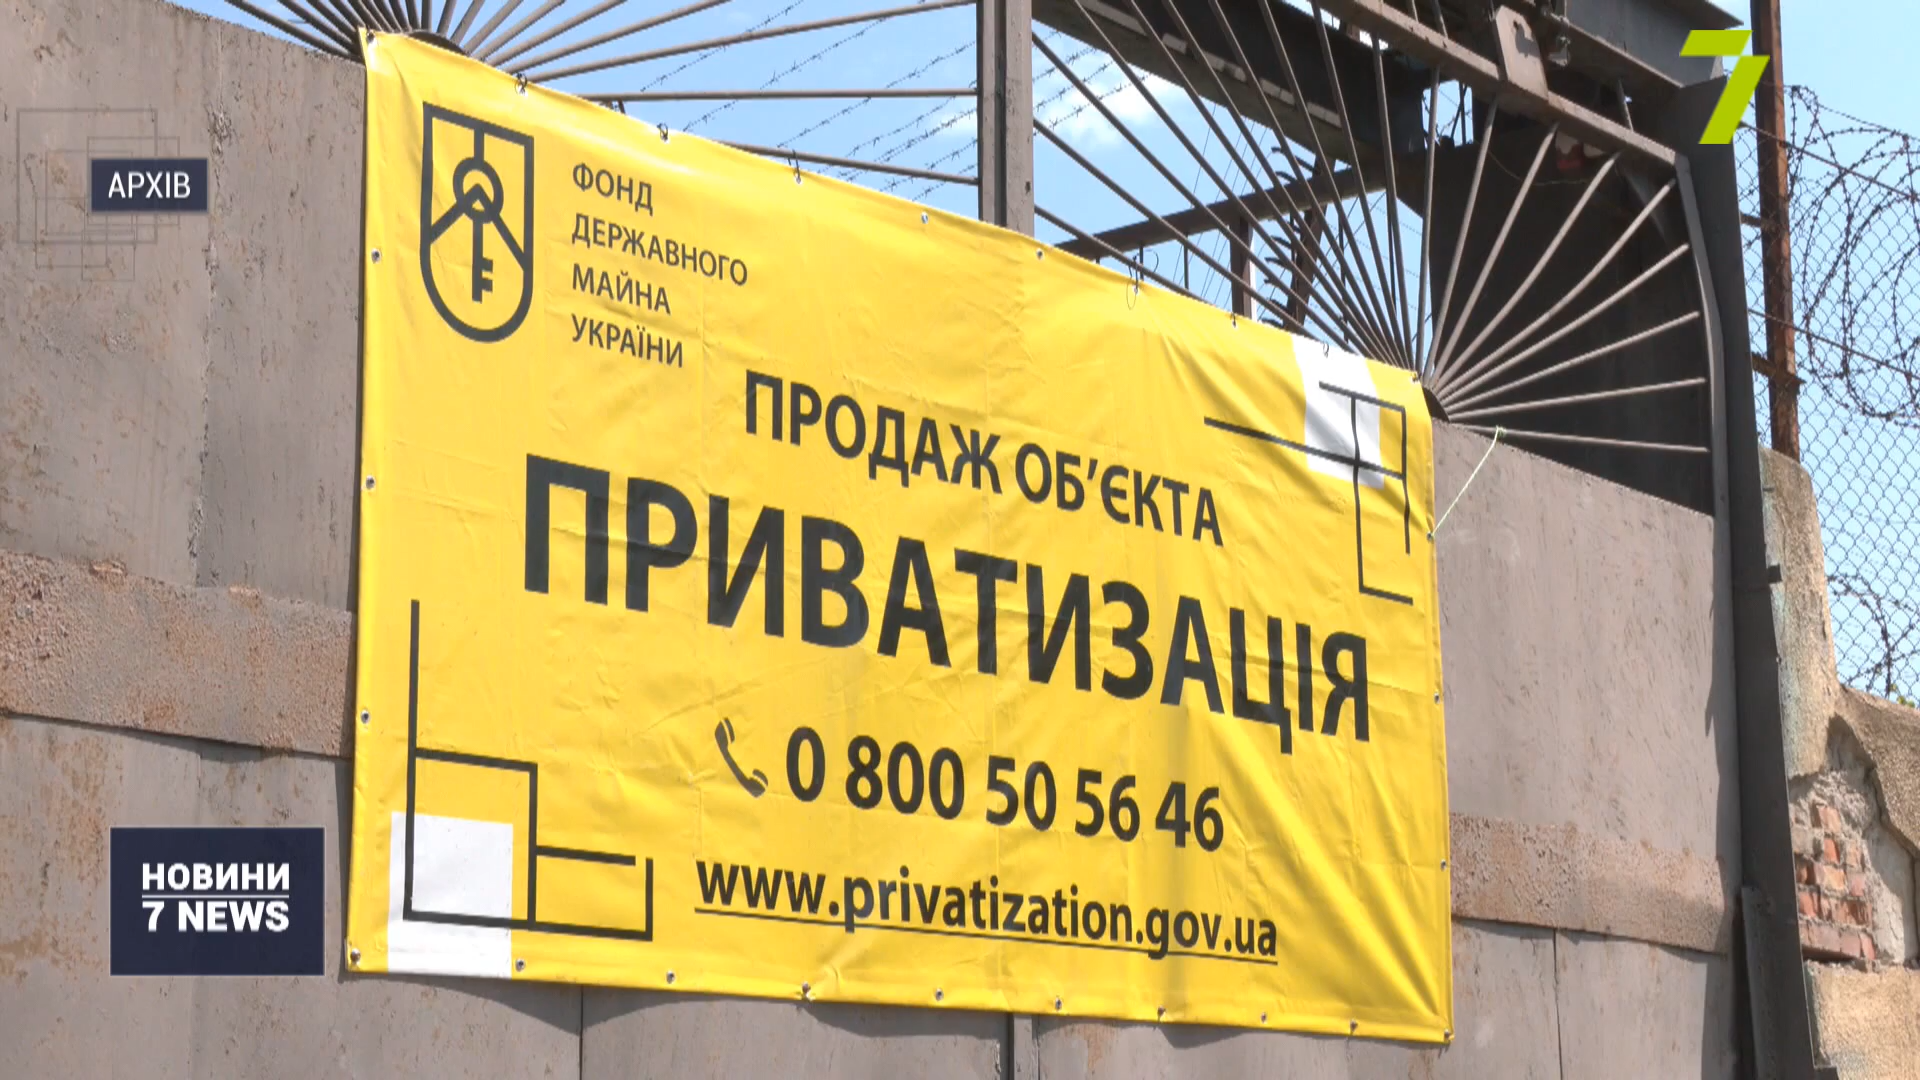 7
АРХІВ
ФОНД
ДЕРЖАВНОГО
МАЙНА
УКРАЇНИ
ПРОДАЖ ОБ’ЄКТА
ПРИВАТИЗАЦІЯ
0 800 50 56 46
www.privatization.gov.ua
НОВИНИ
7 NEWS